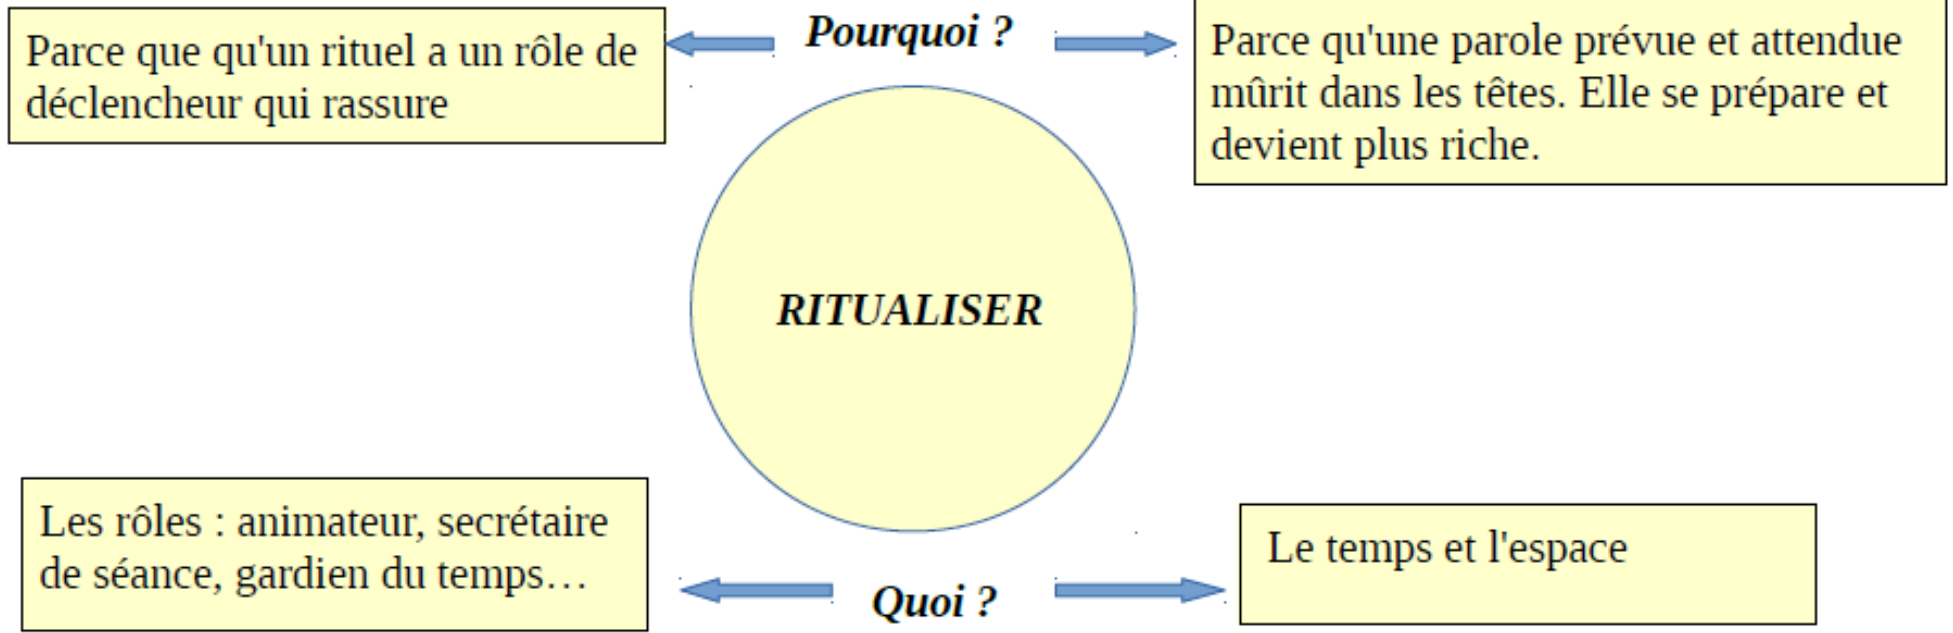 Pourquoi ?
Parce que qu'un rituel a un rôle de
déclencheur qui rassure
Parce qu'une parole prévue et attendue
mûrit dans les têtes. Elle se prépare et
devient plus riche.
RITUALISER
Quoi ?
Les rôles : animateur, secrétaire
de séance, gardien du temps…
Le temps et l'espace